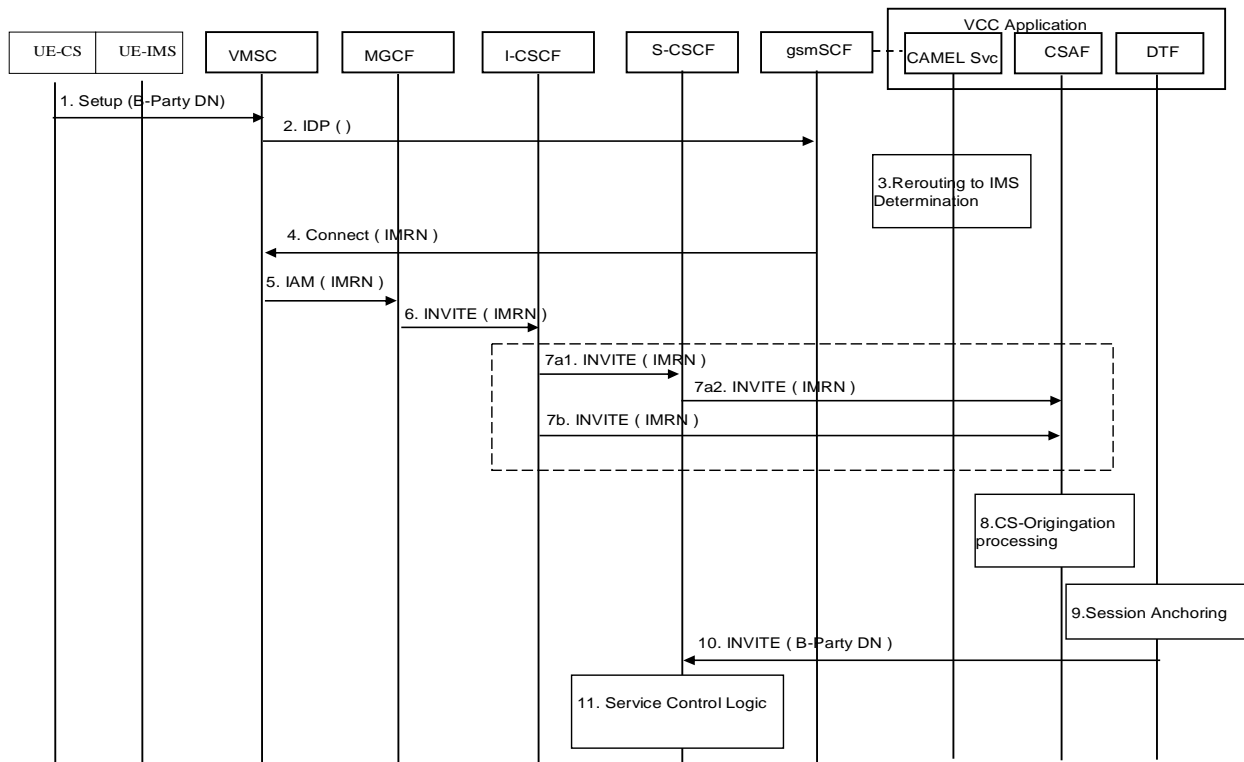 VCC Application
UE-CS
UE-IMS
VMSC
MGCF
I-CSCF
S-CSCF
gsmSCF
CAMEL Svc
CSAF
DTF
1. Setup (B-Party DN)
2. IDP ( )
3.Rerouting to IMS
Determination
4. Connect ( IMRN )
5. IAM ( IMRN )
6. INVITE ( IMRN )
7a1. INVITE ( IMRN )
7a2. INVITE ( IMRN )
7b. INVITE ( IMRN )
8.CS-Origingation
processing
9.Session Anchoring
10. INVITE ( B-Party DN )
11. Service Control Logic